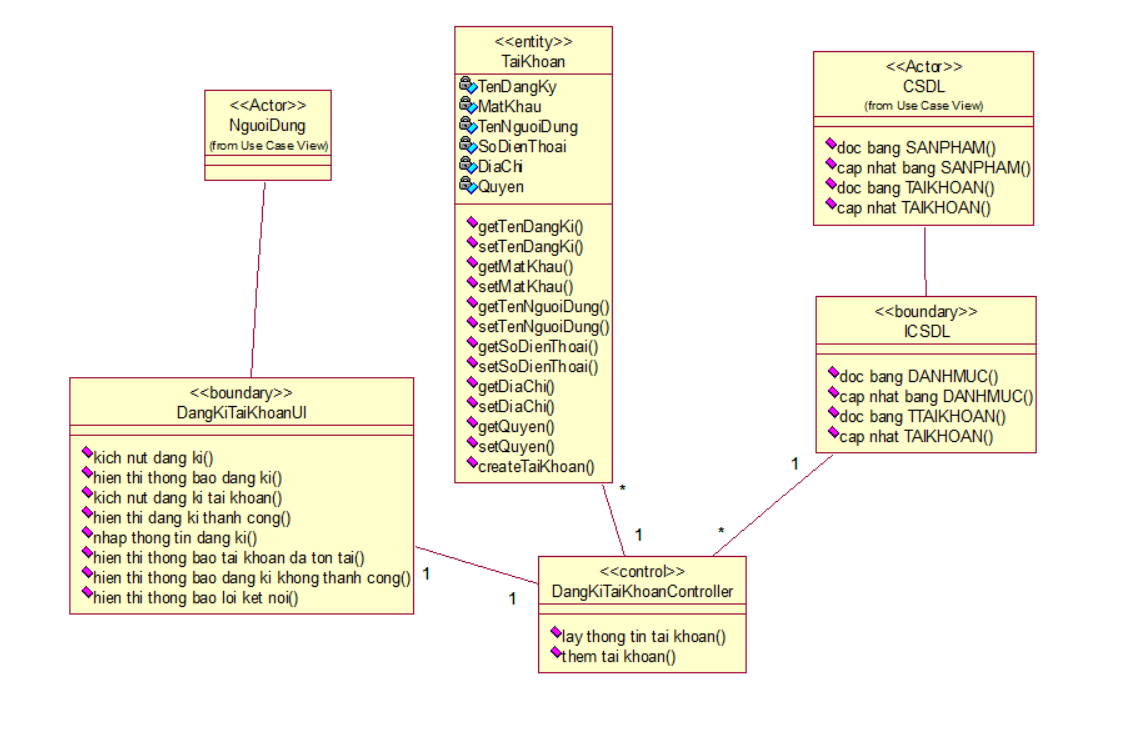 <<Actor>>
NguoiDung
(from Use Case View)
<<entity>>
TaiKhoan
TenDangKy
MatKhau
TenNguoiDung
SoDienThoai
DiaChi
Quyen
getTenDangKi()
setTenDangKi()
getMatKhau()
setMatKhau()
getTenNguoiDung()
setTenNguoiDung()
getSoDienThoai()
setSoDienThoai()
getDiaChi()
setDiaChi()
getQuyen()
setQuyen()
createTaiKhoan()
<<Actor>>
CSDL
(from Use Case View)
doc bang SANPHAM()
cap nhat bang SANPHAM()
doc bang TAIKHOAN()
cap nhat TAIKHOAN()
<<boundary>>
ICSDL
doc bang DANHMUC()
cap nhat bang DANHMUC()
doc bang TTAIKHOAN()
cap nhat TAIKHOAN()
<<boundary>>
DangKiTaiKhoanUI
kich nut dang ki()
hien thi thong bao dang ki()
kich nut dang ki tai khoan()
hien thi dang ki thanh cong()
nhap thong tin dang ki()
hien thi thong bao tai khoan da ton tai()
hien thi thong bao dang ki khong thanh cong()
hien thi thong bao loi ket noi()
1
1
*
1
1
*
<<control>>
DangKiTaiKhoanController
lay thong tin tai khoan()
them tai khoan()